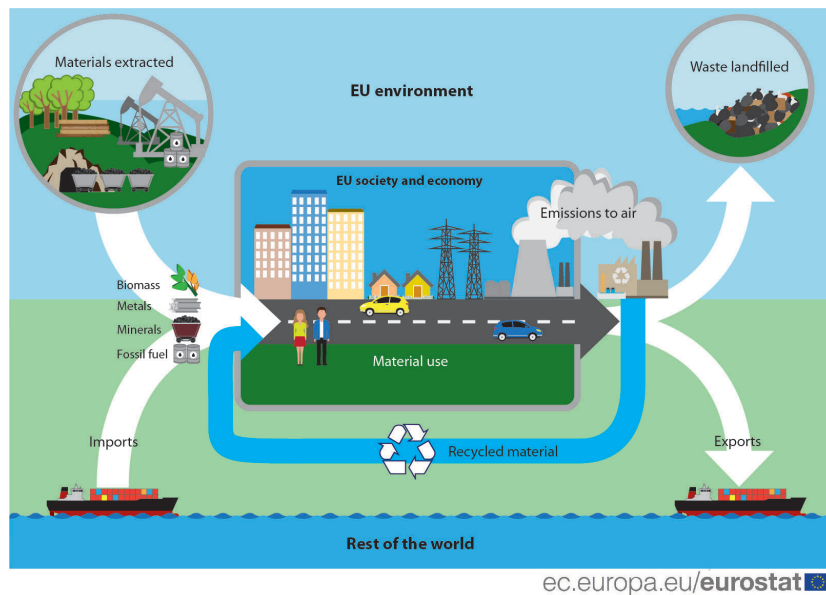 Materials extracted
EU environment
Waste landfilled
EU society and economy
Emissions to air
Biomass
Metals
Minerals
Fossil fuel
Material use
Imports
Recycled material
Exports
Rest of the world
ec.europa.eu/eurostat